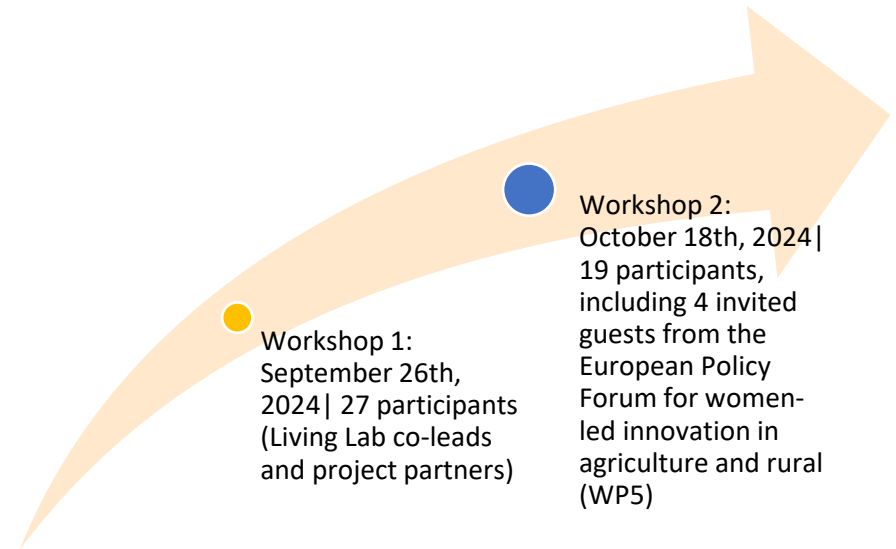 Workshop 1:
September 26th,
2024| 27 participants
(Living Lab co-leads
and project partners)
Workshop 2:
October 18th, 2024|
19 participants,
including 4 invited
guests from the
European Policy
Forum for women-
led innovation in
agriculture and rural
(WP5)